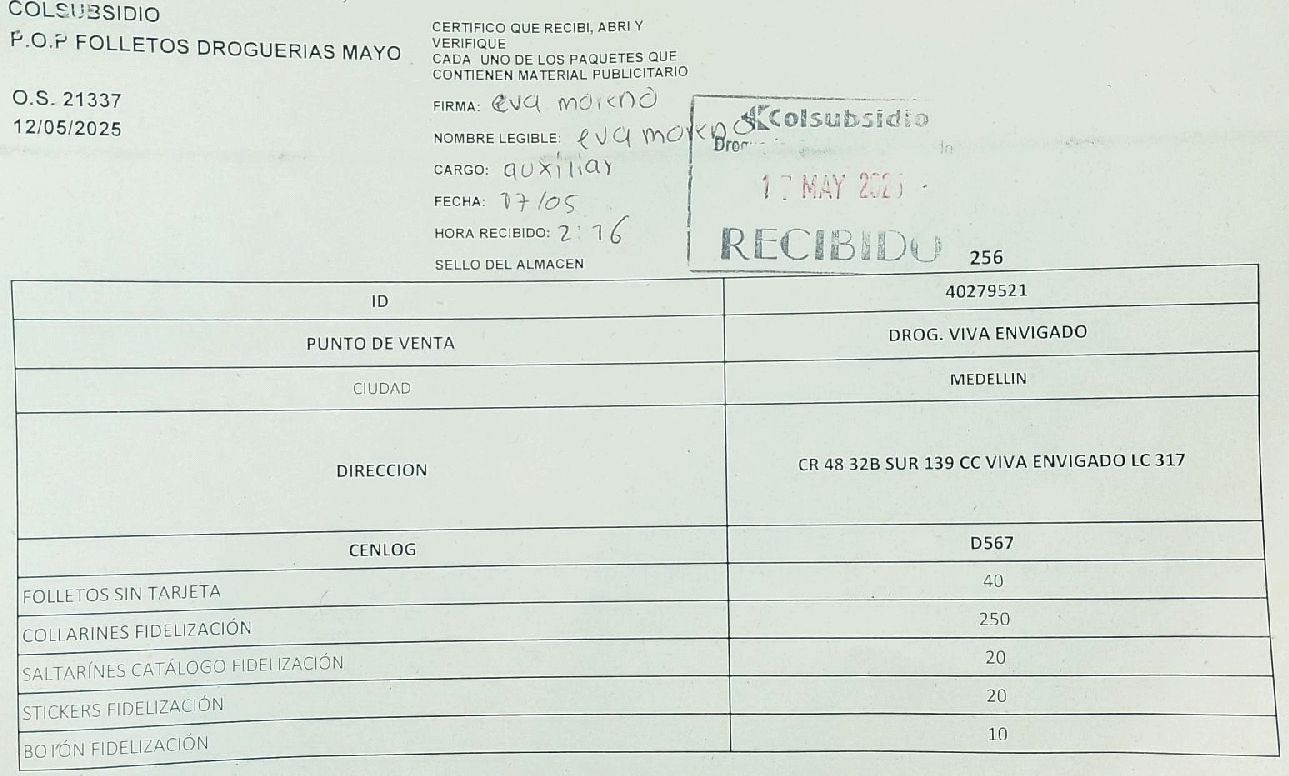 COLSUBSIDIO
P.O.P FOLLETOS DROGUERIAS MAYO
O.S. 21337
12/05/2025
CERTIFICO QUE RECIBI, ABRI Y
VERIFIQUE
CADA UNO DE LOS PAQUETES QUE
CONTIENEN MATERIAL PUBLICITARIO
FIRMA: eva moreno
NOMBRE LEGIBLE: eva moreno
CARGO: auxiliar
FECHA: 17/05
HORA RECIBIDO: 2:16
SELLO DEL ALMACEN
Colsubsidio
MAY
RECIBIDO
256
ID 40279521
PUNTO DE VENTA DROG. VIVA ENVIGADO
CIUDAD MEDELLIN
DIRECCION CR 48 32B SUR 139 CC VIVA ENVIGADO LC 317
CENLOG D567
FOLLETOS SIN TARJETA 40
COLLARINES FIDELIZACIÓN 250
SALTARÍNES CATÁLOGO FIDELIZACIÓN 20
STICKERS FIDELIZACIÓN 20
BOTÓN FIDELIZACIÓN 10